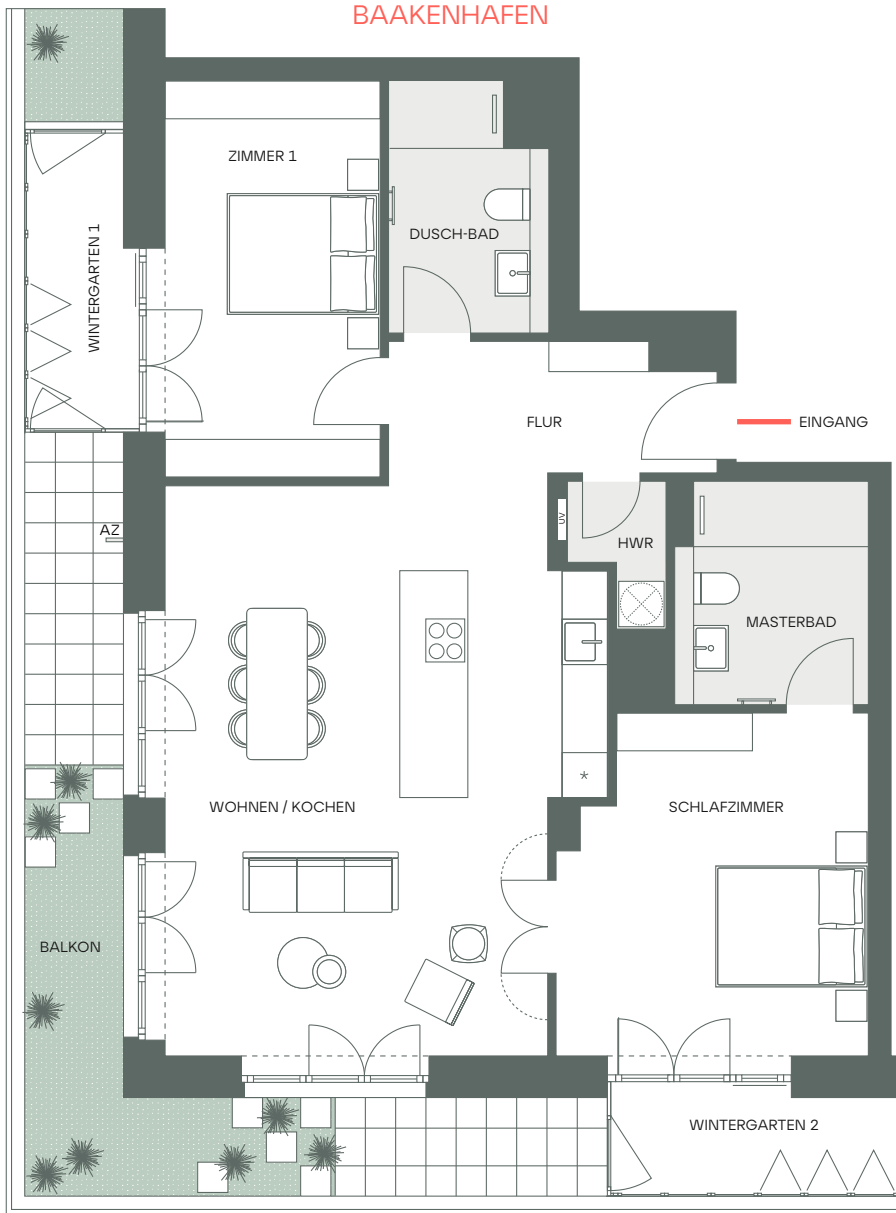 BAAKENHAFEN
ZIMMER 1
WINTERGARTEN 1
DUSCH-BAD
FLUR
EINGANG
AZ
UV
HWR
MASTERBAD
*
WOHNEN / KOCHEN
SCHLAFZIMMER
BALKON
WINTERGARTEN 2